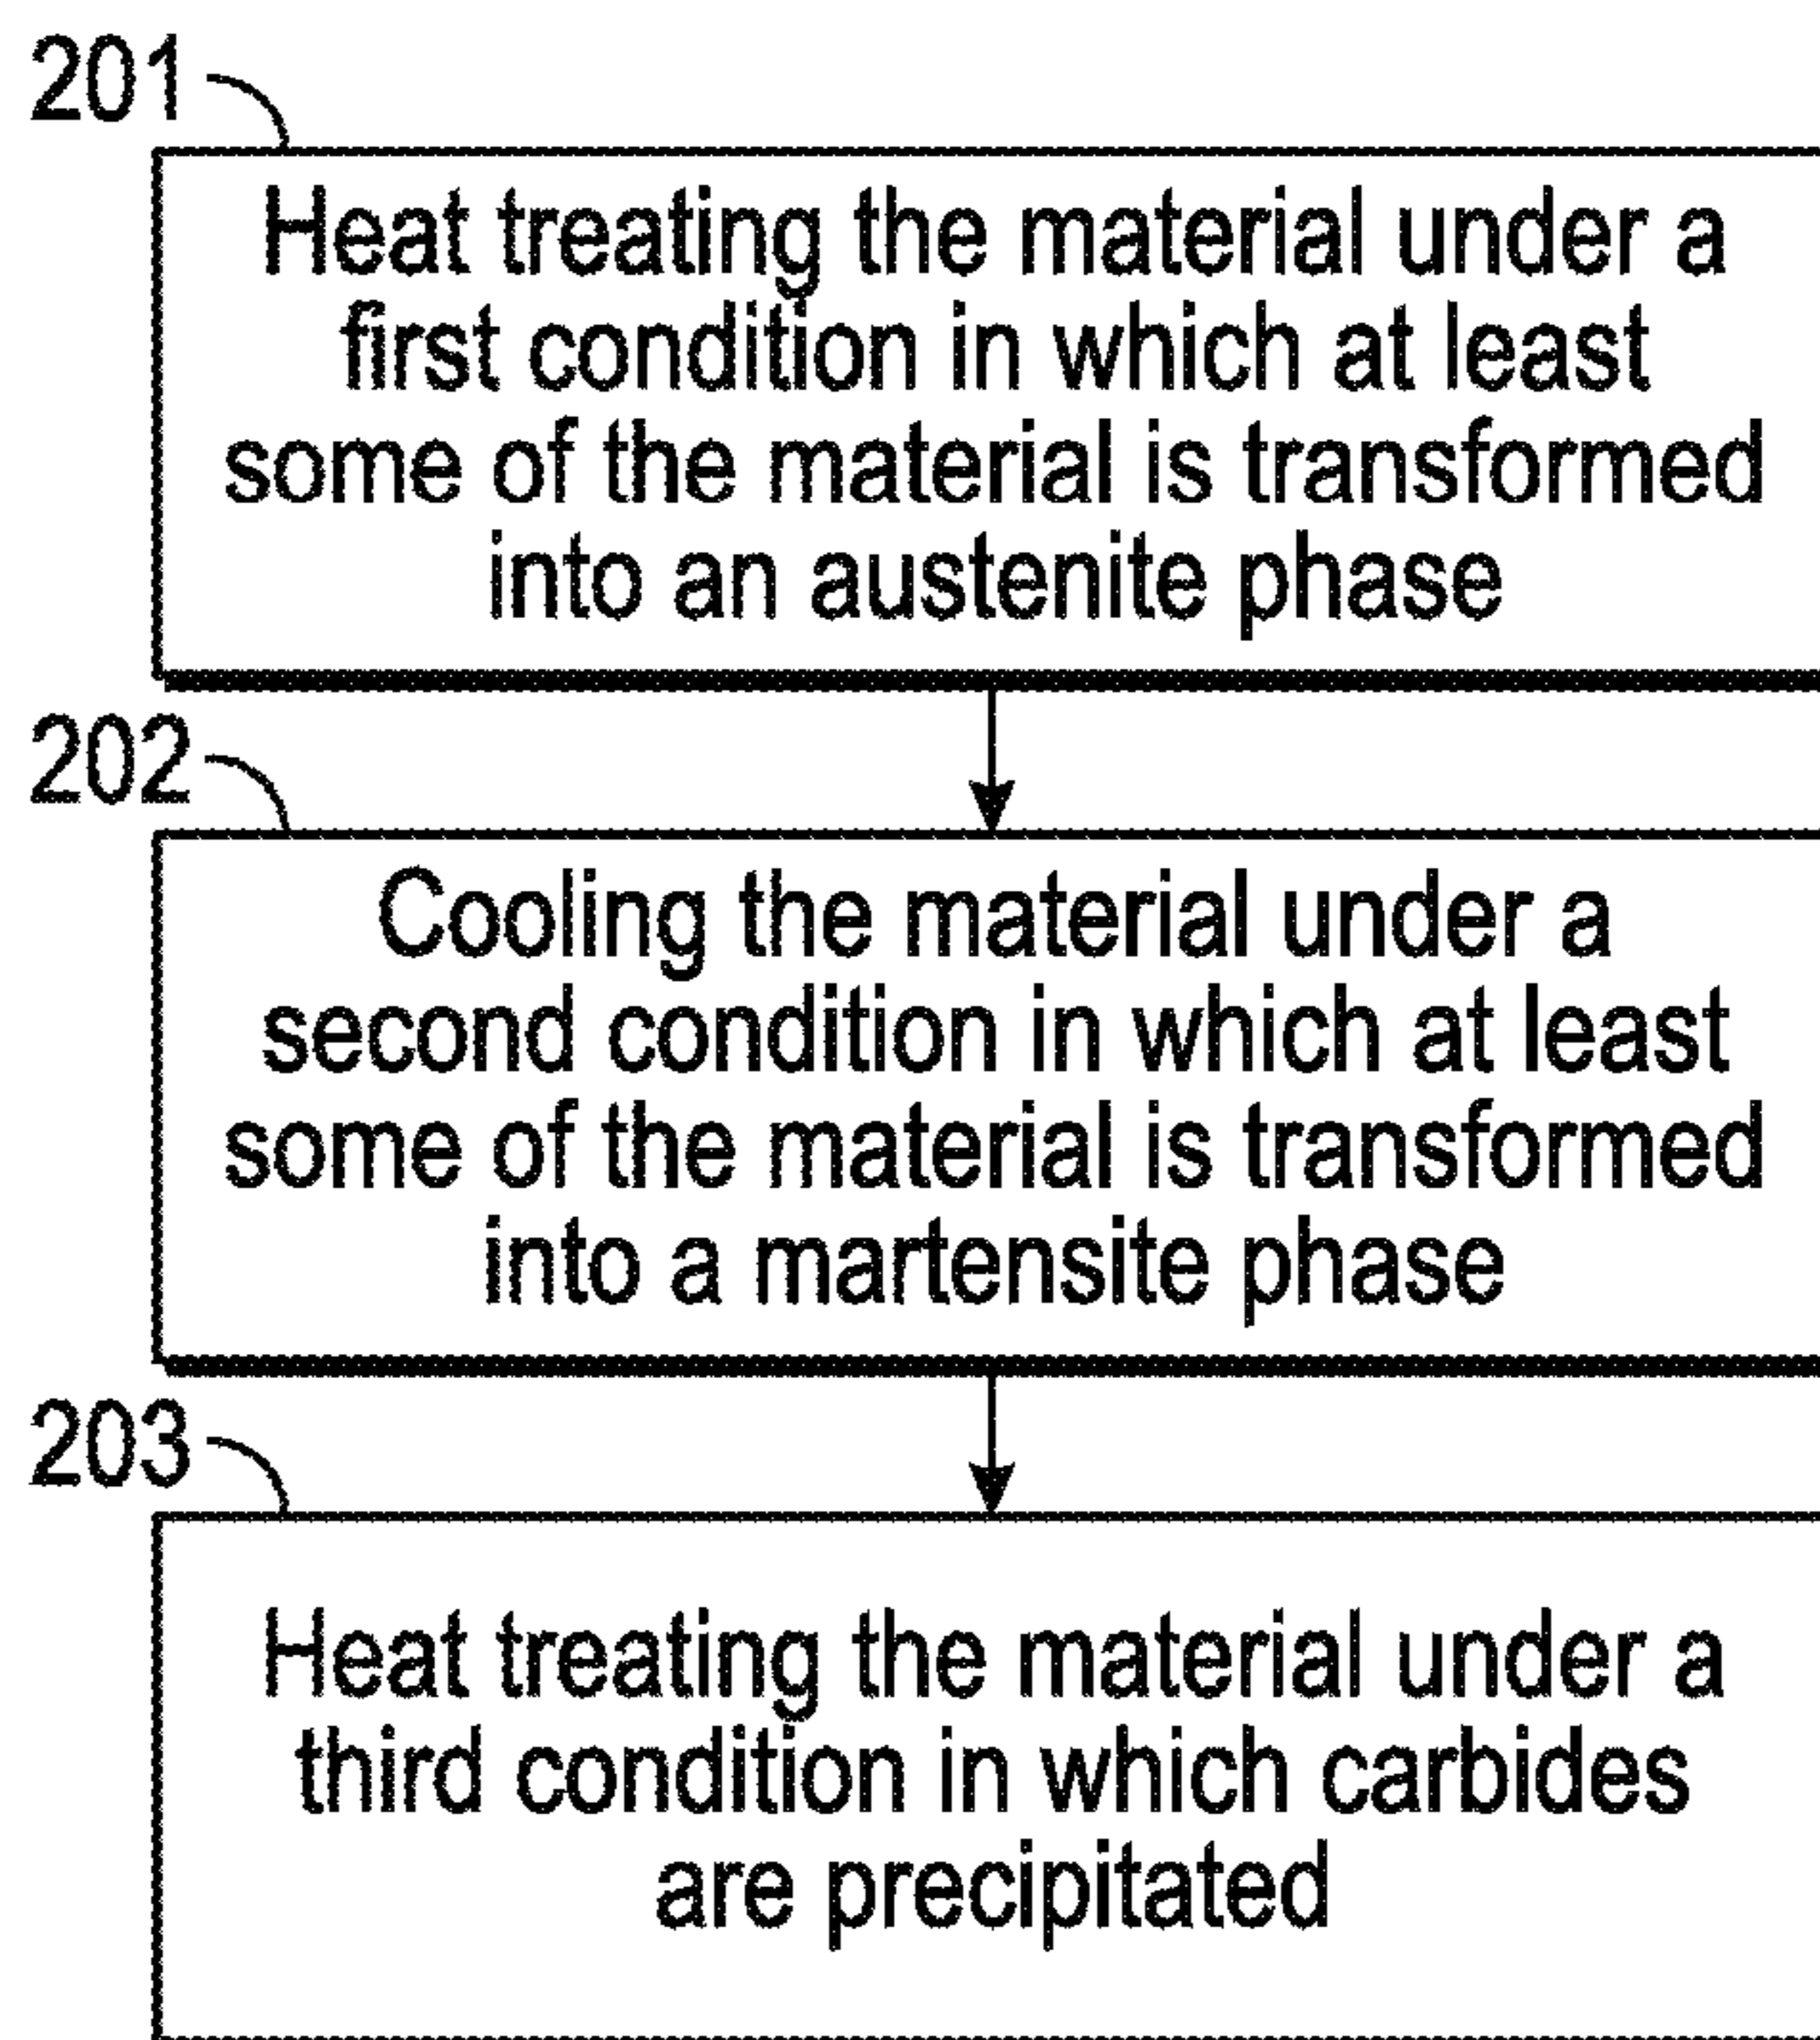 201
Heat treating the material under a
first condition in which at least
some of the material is transformed
into an austenite phase
202
Cooling the material under a
second condition in which at least
some of the material is transformed
into a martensite phase
203
Heat treating the material under a
third condition in which carbides
are precipitated